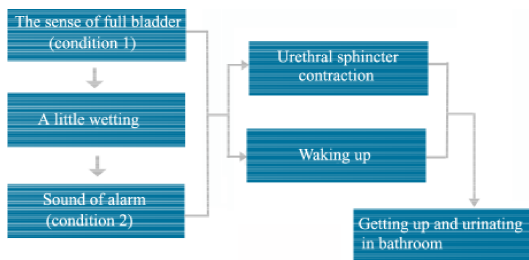 The sense of full bladder
(condition 1)
A little wetting
Sound of alarm
(condition 2)
Urethral sphincter
contraction
Waking up
Getting up and urinating
in bathroom